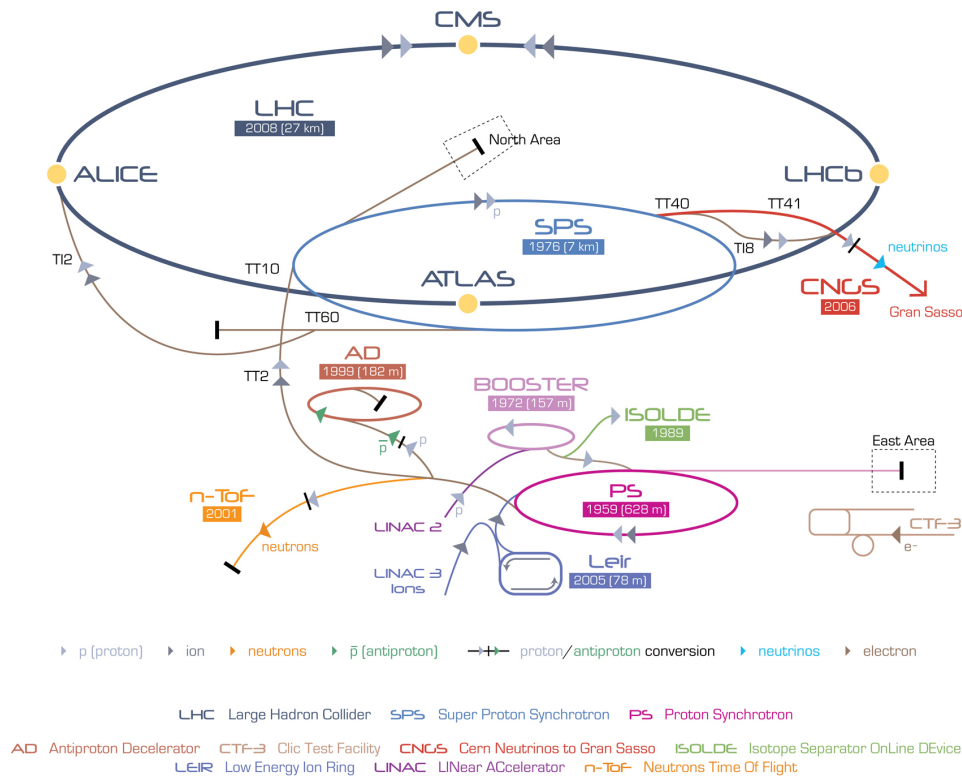 CMS
LHC
2008 (27 km)
North Area
ALICE
LHCb
TT40
TT41
p
SPS
1976 (7 km)
TI8
neutrinos
TI2
TT10
ATLAS
CNGS
2006
Gran Sasso
TT60
AD
1999 (182 m)
TT2
BOOSTER
1972 (157 m)
ISOLDE
1989
p̅
p
East Area
n-ToF
2001
PS
1959 (628 m)
LINAC 2
p
neutrons
CTF-3
e-
LINAC 3
Ions
Leir
2005 (78 m)
p (proton)
ion
neutrons
p̅ (antiproton)
proton/antiproton conversion
neutrinos
electron
LHC Large Hadron Collider SPS Super Proton Synchrotron PS Proton Synchrotron
AD Antiproton Decelerator CTF-3 Clic Test Facility CNGS Cern Neutrinos to Gran Sasso ISOLDE Isotope Separator OnLine DEvice
LEIR Low Energy Ion Ring LINAC LINear ACcelerator n-ToF Neutrons Time Of Flight